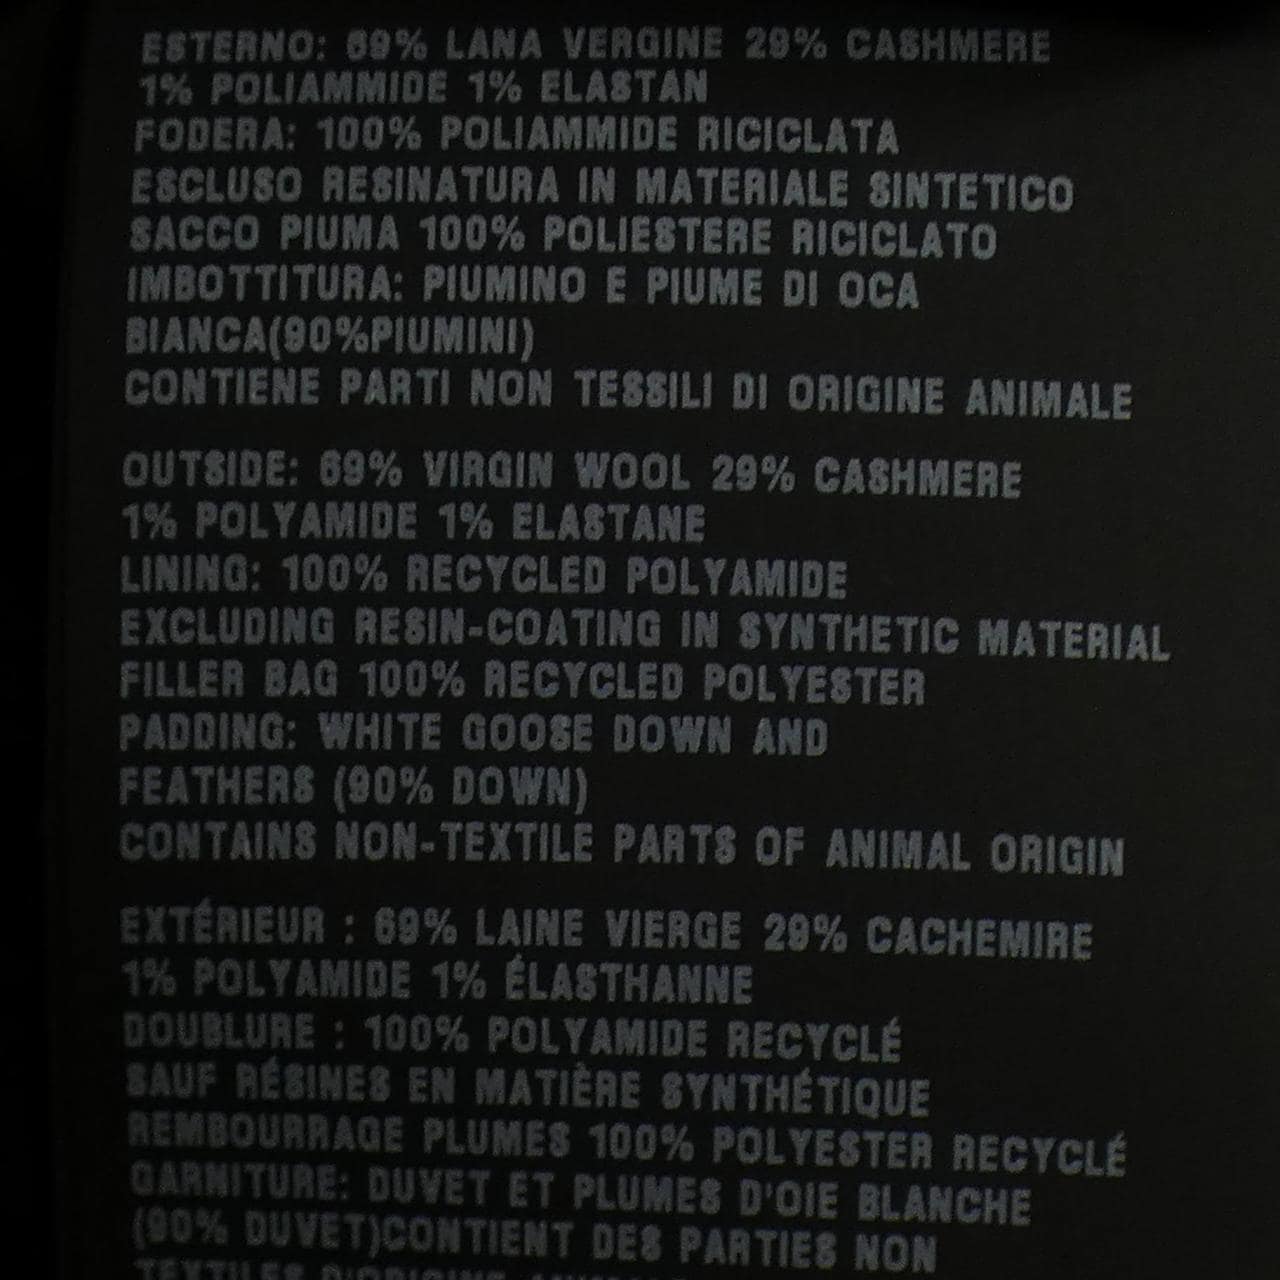 ESTERNO: 69% LANA VERGINE 29% CASHMERE
1% POLIAMMIDE 1% ELASTAN
FODERA: 100% POLIAMMIDE RICICLATA
ESCLUSO RESINATURA IN MATERIALE SINTETICO
SACCO PIUMA 100% POLIESTERE RICICLATO
IMBOTTITURA: PIUMINO E PIUME DI OCA
BIANCA(90%PIUMINI)
CONTIENE PARTI NON TESSILI DI ORIGINE ANIMALE
OUTSIDE: 69% VIRGIN WOOL 29% CASHMERE
1% POLYAMIDE 1% ELASTANE
LINING: 100% RECYCLED POLYAMIDE
EXCLUDING RESIN-COATING IN SYNTHETIC MATERIAL
FILLER BAG 100% RECYCLED POLYESTER
PADDING: WHITE GOOSE DOWN AND
FEATHERS (90% DOWN)
CONTAINS NON-TEXTILE PARTS OF ANIMAL ORIGIN
EXTÉRIEUR : 69% LAINE VIERGE 29% CACHEMIRE
1% POLYAMIDE 1% ÉLASTHANNE
DOUBLURE : 100% POLYAMIDE RECYCLÉ
SAUF RÉSINES EN MATIÈRE SYNTHÉTIQUE
REMBOURRAGE PLUMES 100% POLYESTER RECYCLÉ
GARNITURE: DUVET ET PLUMES D'OIE BLANCHE
(90% DUVET)CONTIENT DES PARTIES NON
TEXTILES D'ORIGINE